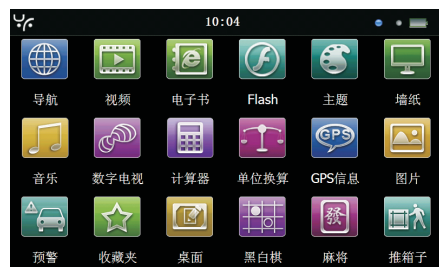 10:04
导航 视频 电子书 Flash 主题 墙纸
GPS
音乐 数字电视 计算器 单位换算 GPS信息 图片
發
预警 收藏夹 桌面 黑白棋 麻将 推箱子